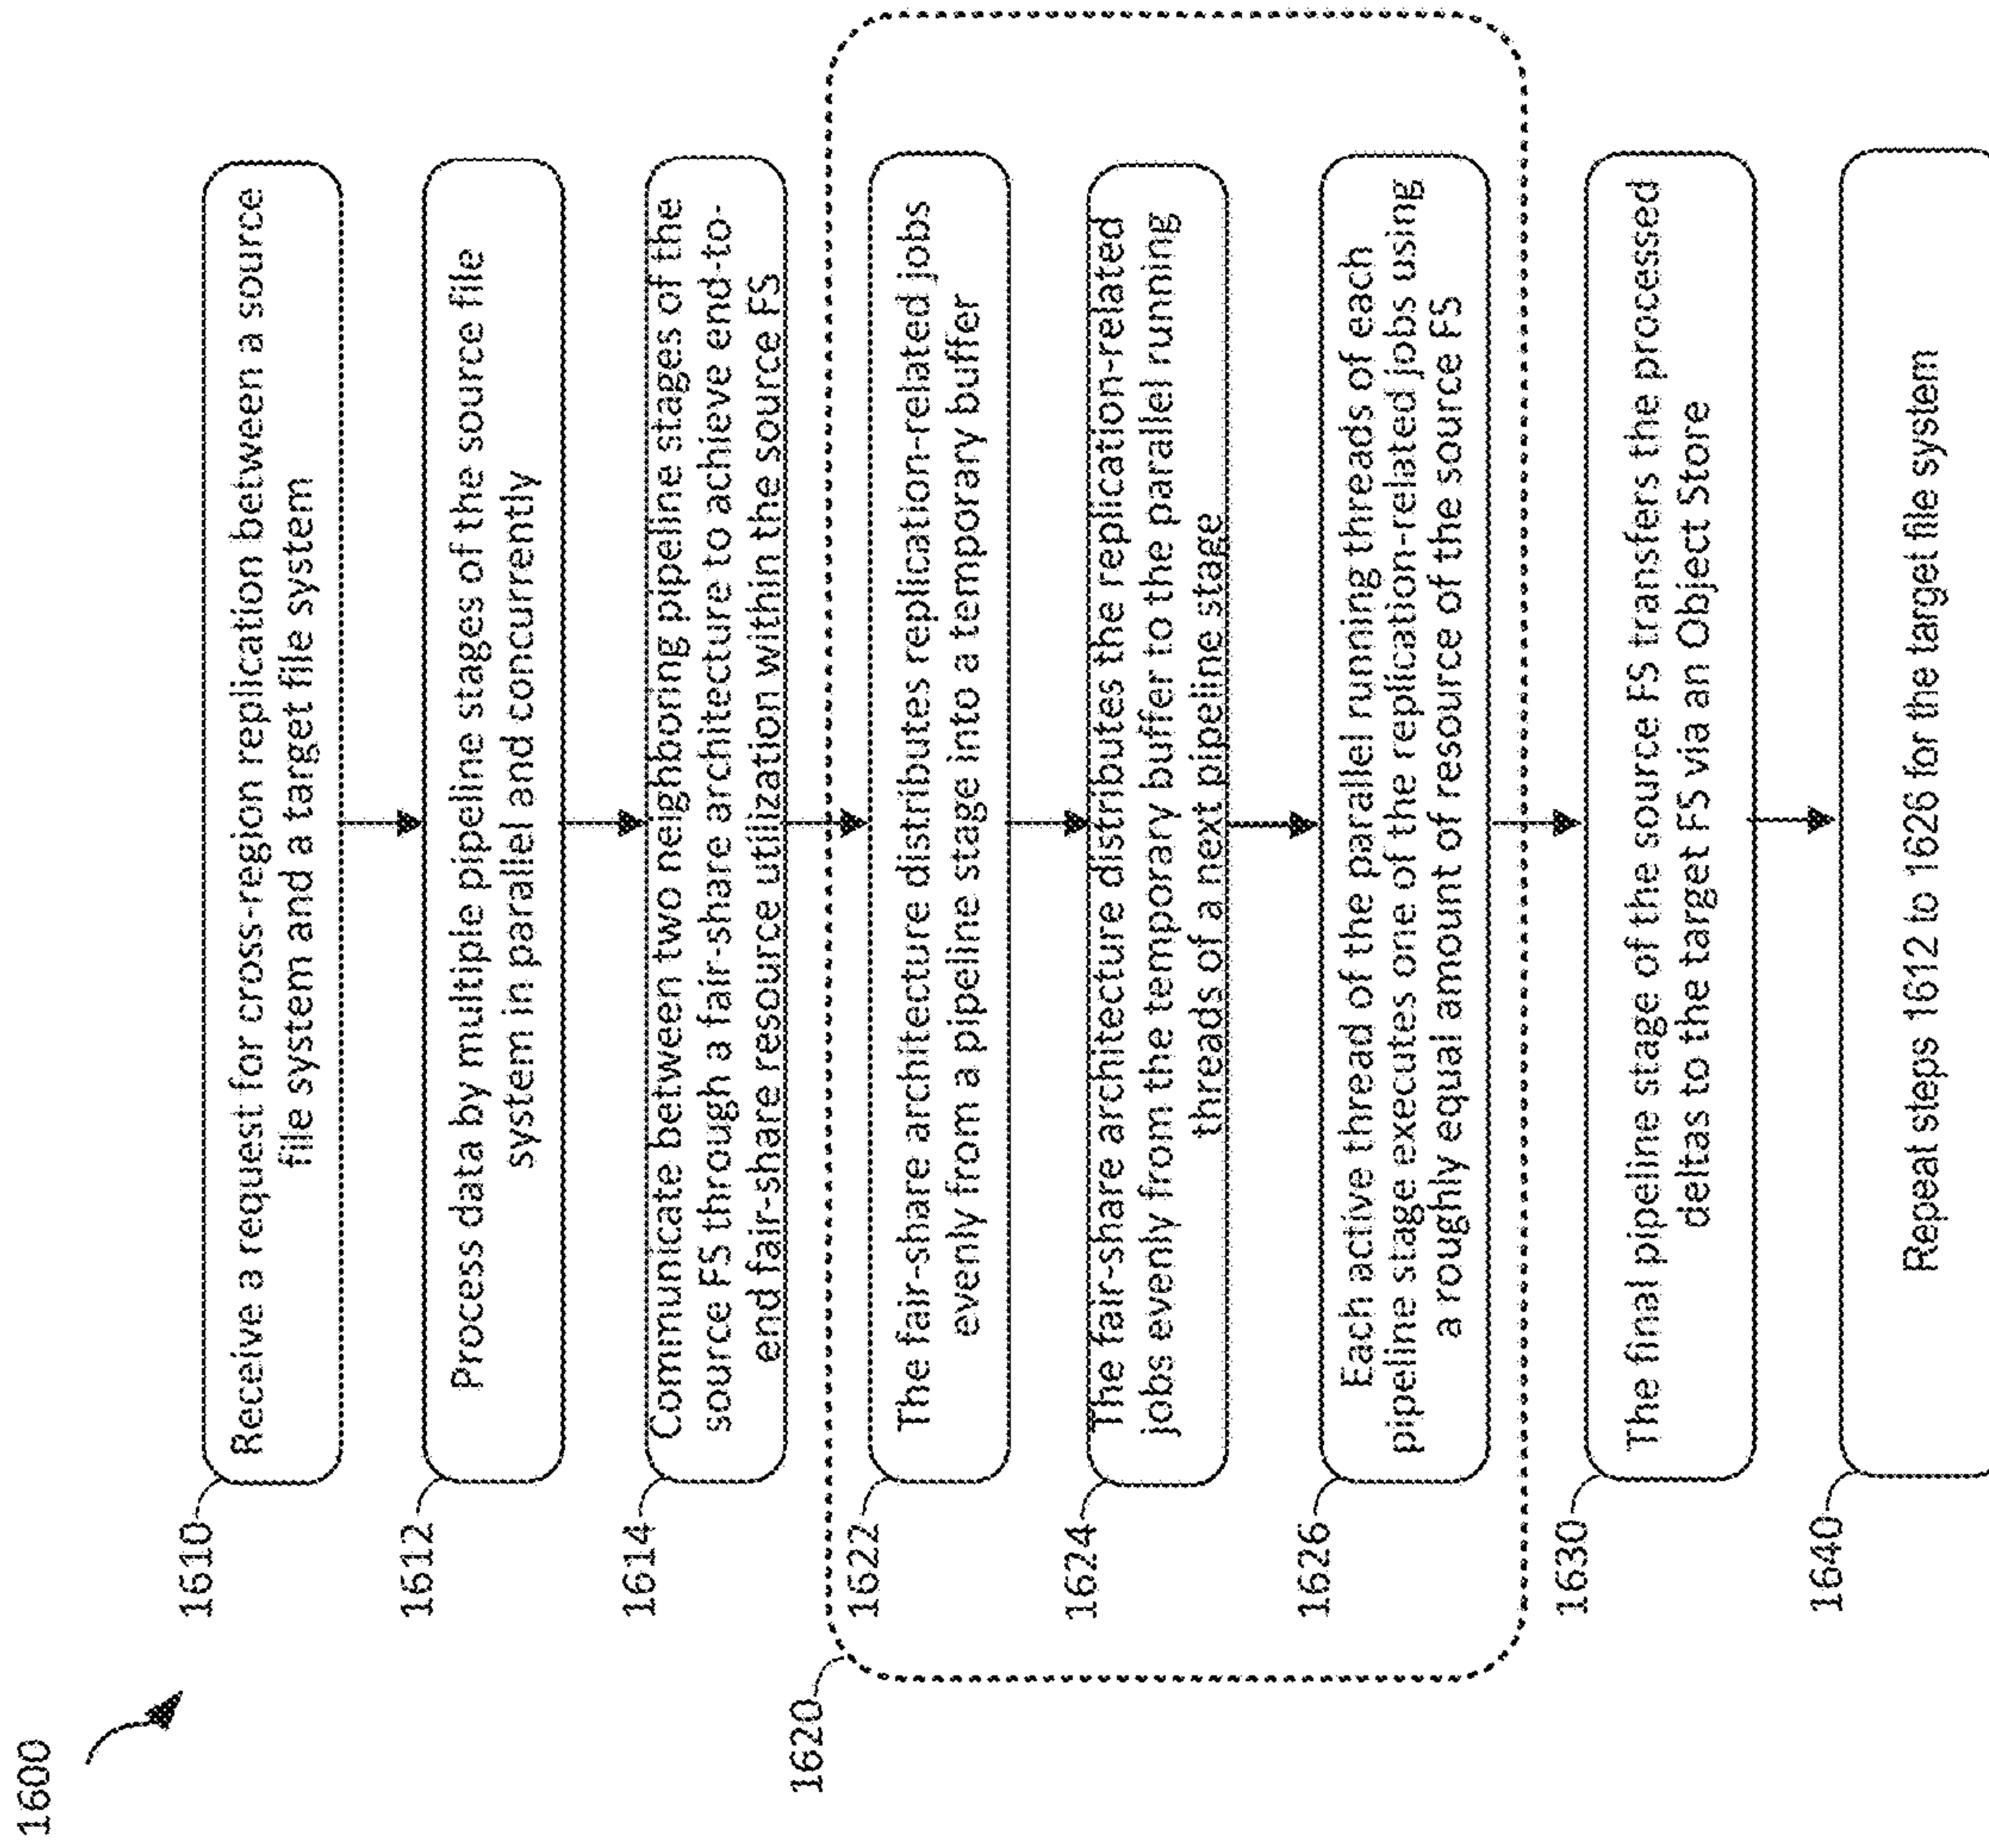 1600
1610
Receive a request for cross-region replication between a source
file system and a target file system
1612
Process data by multiple pipeline stages of the source file
system in parallel and concurrently
1614
Communicate between two neighboring pipeline stages of the
source FS through a fair-share architecture to achieve end-to-
end fair-share resource utilization within the source FS
1620
1622
The fair-share architecture distributes replication-related jobs
evenly from a pipeline stage into a temporary buffer
1624
The fair-share architecture distributes the replication-related
jobs evenly from the temporary buffer to the parallel running
threads of a next pipeline stage
1626
Each active thread of the parallel running threads of each
pipeline stage executes one of the replication-related jobs using
a roughly equal amount of resource of the source FS
1630
The final pipeline stage of the source FS transfers the processed
deltas to the target FS via an Object Store
1640
Repeat steps 1612 to 1626 for the target file system